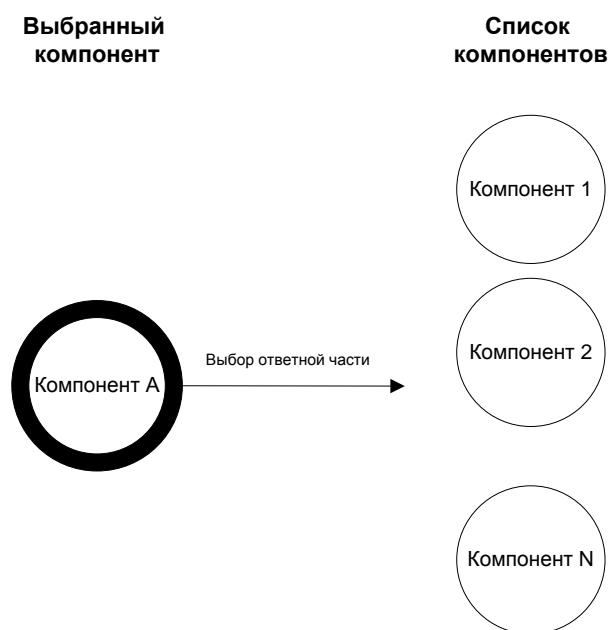 Выбранный
компонент
Список
компонентов
Компонент 1
Компонент 2
Выбор ответной части
Компонент А
Компонент N